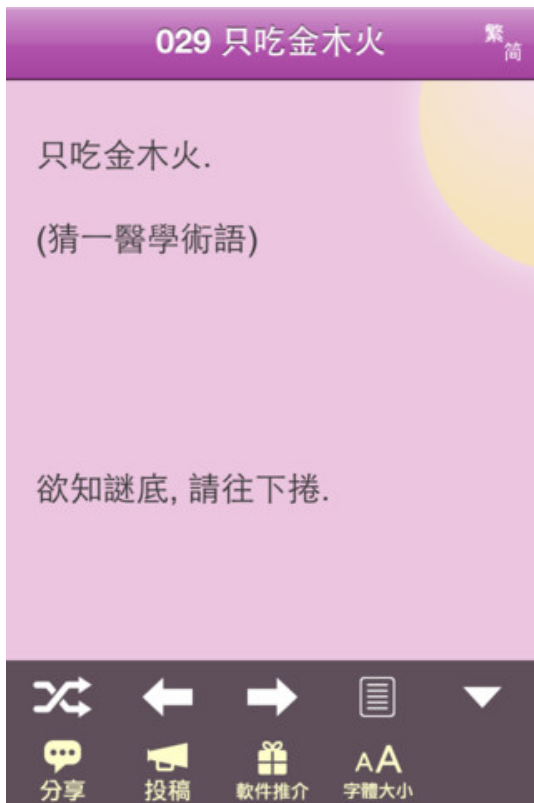 029 只吃金木火
繁
简
只吃金木火.
(猜一醫學術語)
欲知謎底, 請往下捲.
AA
分享
投稿
軟件推介
字體大小